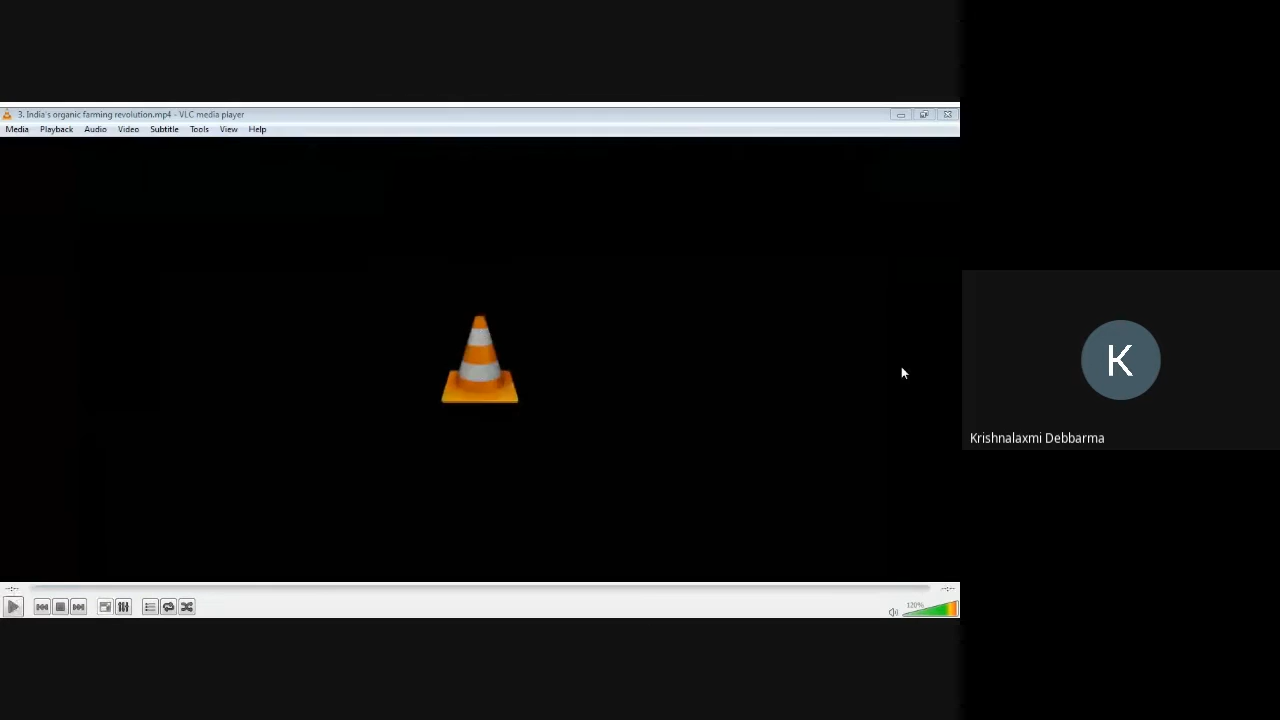 3. India's organic farming revolution.mp4 - VLC media player
Media Playback Audio Video Subtitle Tools View Help
K
Krishnalaxmi Debbarma
--:-- --:--
120%